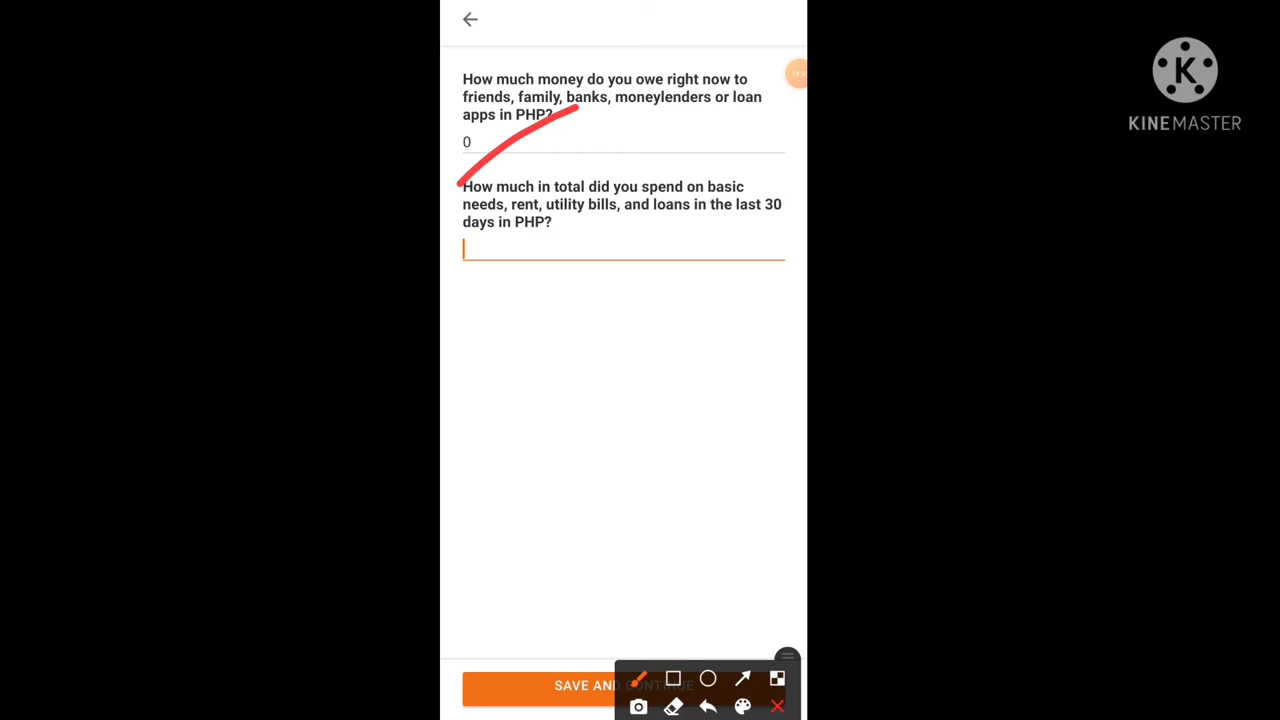 How much money do you owe right now to
friends, family, banks, moneylenders or loan
apps in PHP?
0
How much in total did you spend on basic
needs, rent, utility bills, and loans in the last 30
days in PHP?
SAVE AND CONTINUE
K
KINEMASTER